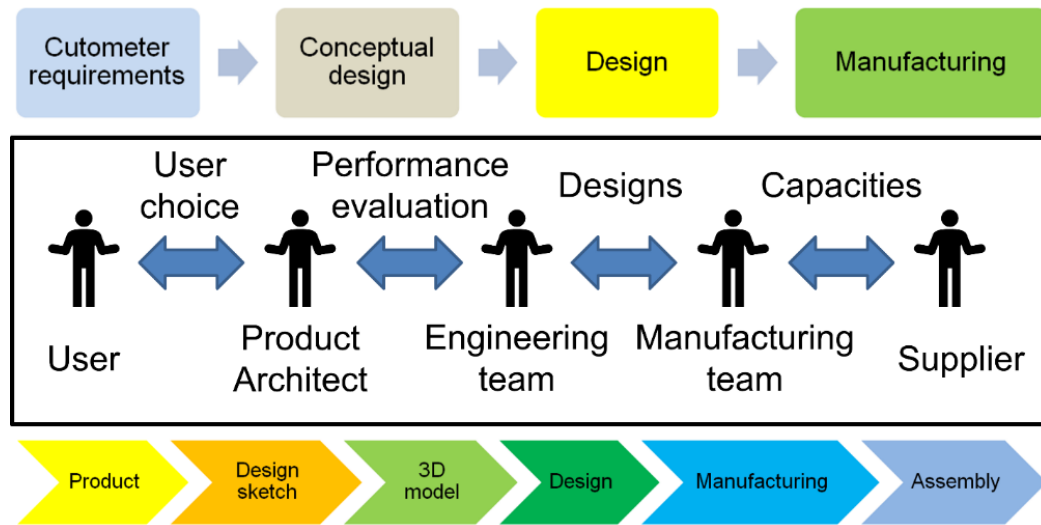 Cutometer
requirements
Conceptual
design
Design
Manufacturing
User
choice
Performance
evaluation
Designs
Capacities
User
Product
Architect
Engineering
team
Manufacturing
team
Supplier
Product
Design
sketch
3D
model
Design
Manufacturing
Assembly